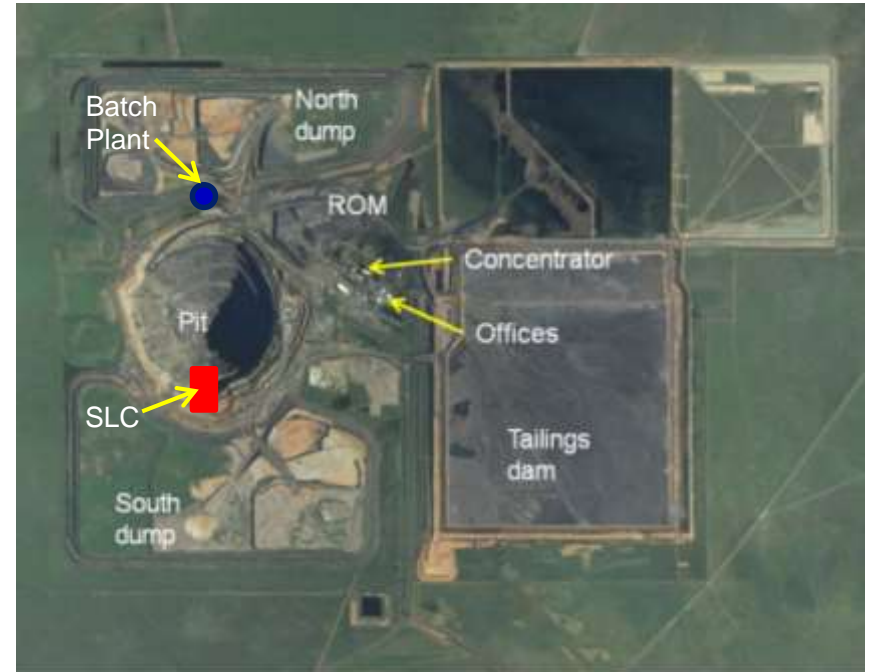 North
dump
Batch
Plant
ROM
Concentrator
Pit
Offices
SLC
Tailings
dam
South
dump